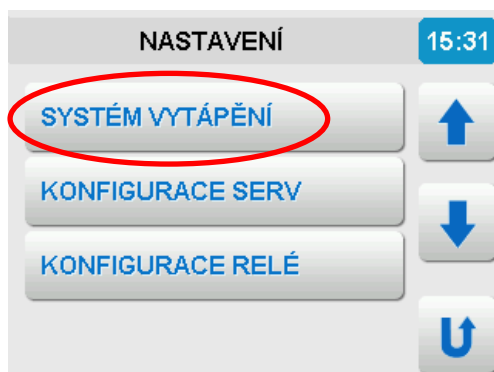 NASTAVENÍ 15:31
SYSTÉM VYTÁPĚNÍ
KONFIGURACE SERV
KONFIGURACE RELÉ